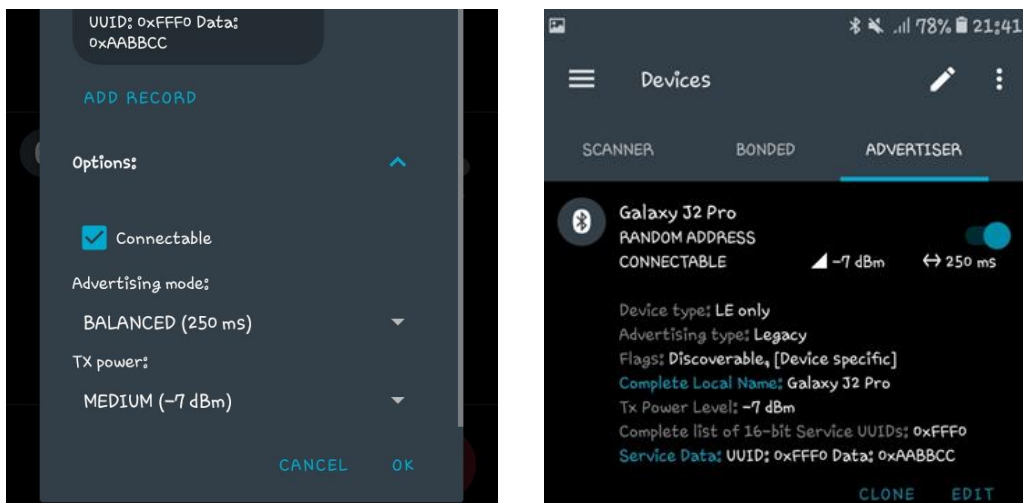 UUID: 0xFFF0 Data:
0xAABBCC
ADD RECORD
Options:
Connectable
Advertising mode:
BALANCED (250 ms)
TX power:
MEDIUM (-7 dBm)
CANCEL OK
78% 21:41
Devices
SCANNER BONDED ADVERTISER
Galaxy J2 Pro
RANDOM ADDRESS
CONNECTABLE -7 dBm 250 ms
Device type: LE only
Advertising type: Legacy
Flags: Discoverable, [Device specific]
Complete Local Name: Galaxy J2 Pro
Tx Power Level: -7 dBm
Complete list of 16-bit Service UUIDs: 0xFFF0
Service Data: UUID: 0xFFF0 Data: 0xAABBCC
CLONE EDIT